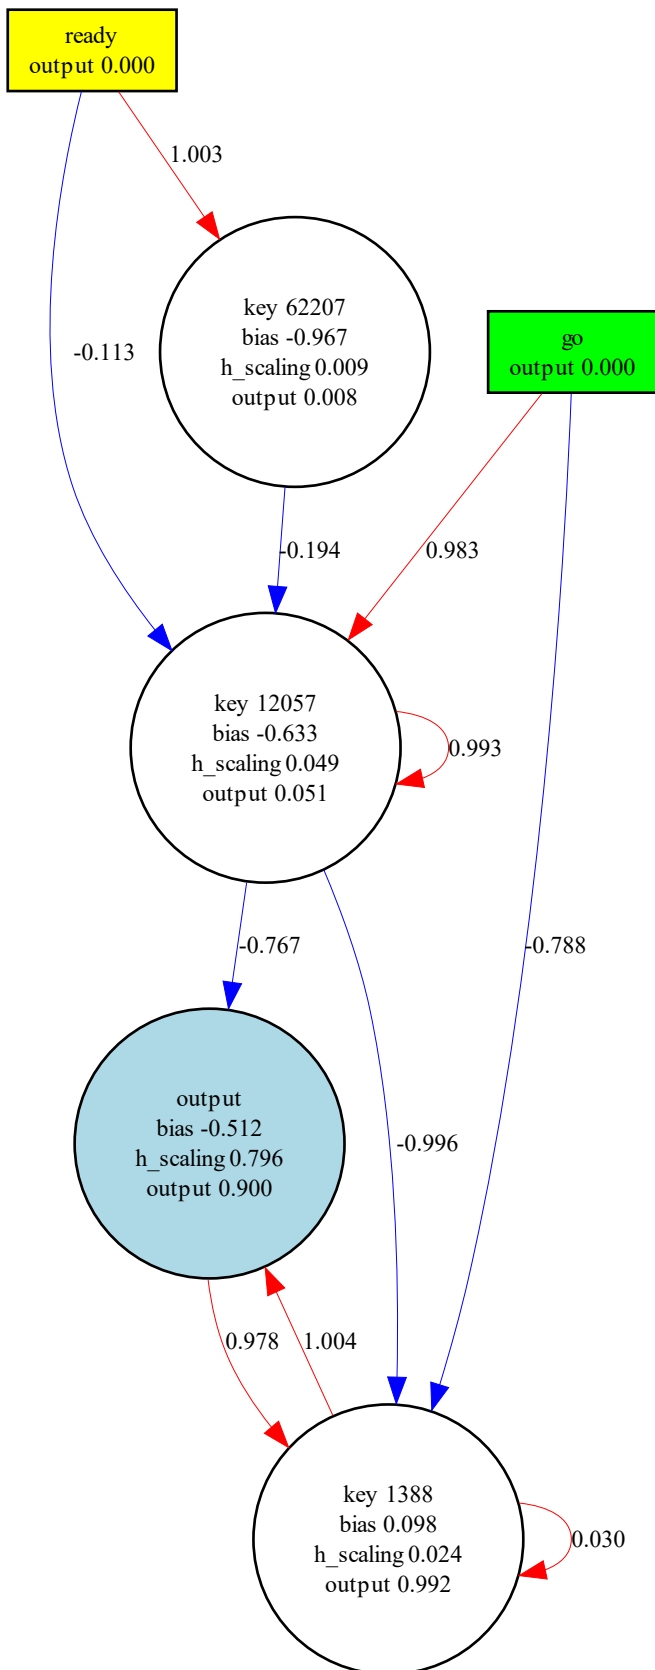 ready
output 0.000
1.003
key 62207
bias -0.967
h_scaling 0.009
output 0.008
go
output 0.000
-0.113
-0.194
0.983
key 12057
bias -0.633
h_scaling 0.049
output 0.051
0.993
-0.767
-0.788
output
bias -0.512
h_scaling 0.796
output 0.900
-0.996
0.978
1.004
key 1388
bias 0.098
h_scaling 0.024
output 0.992
0.030